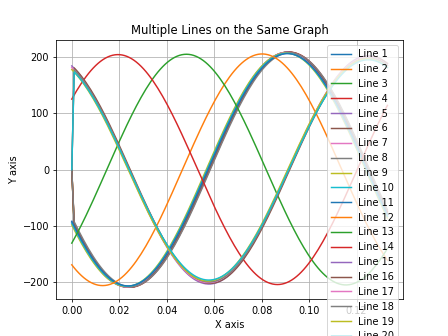 Multiple Lines on the Same Graph
Y axis
200
100
0
−100
−200
0.00
0.02
0.04
0.06
0.08
0.10
X axis
Line 1
Line 2
Line 3
Line 4
Line 5
Line 6
Line 7
Line 8
Line 9
Line 10
Line 11
Line 12
Line 13
Line 14
Line 15
Line 16
Line 17
Line 18
Line 19
Line 20